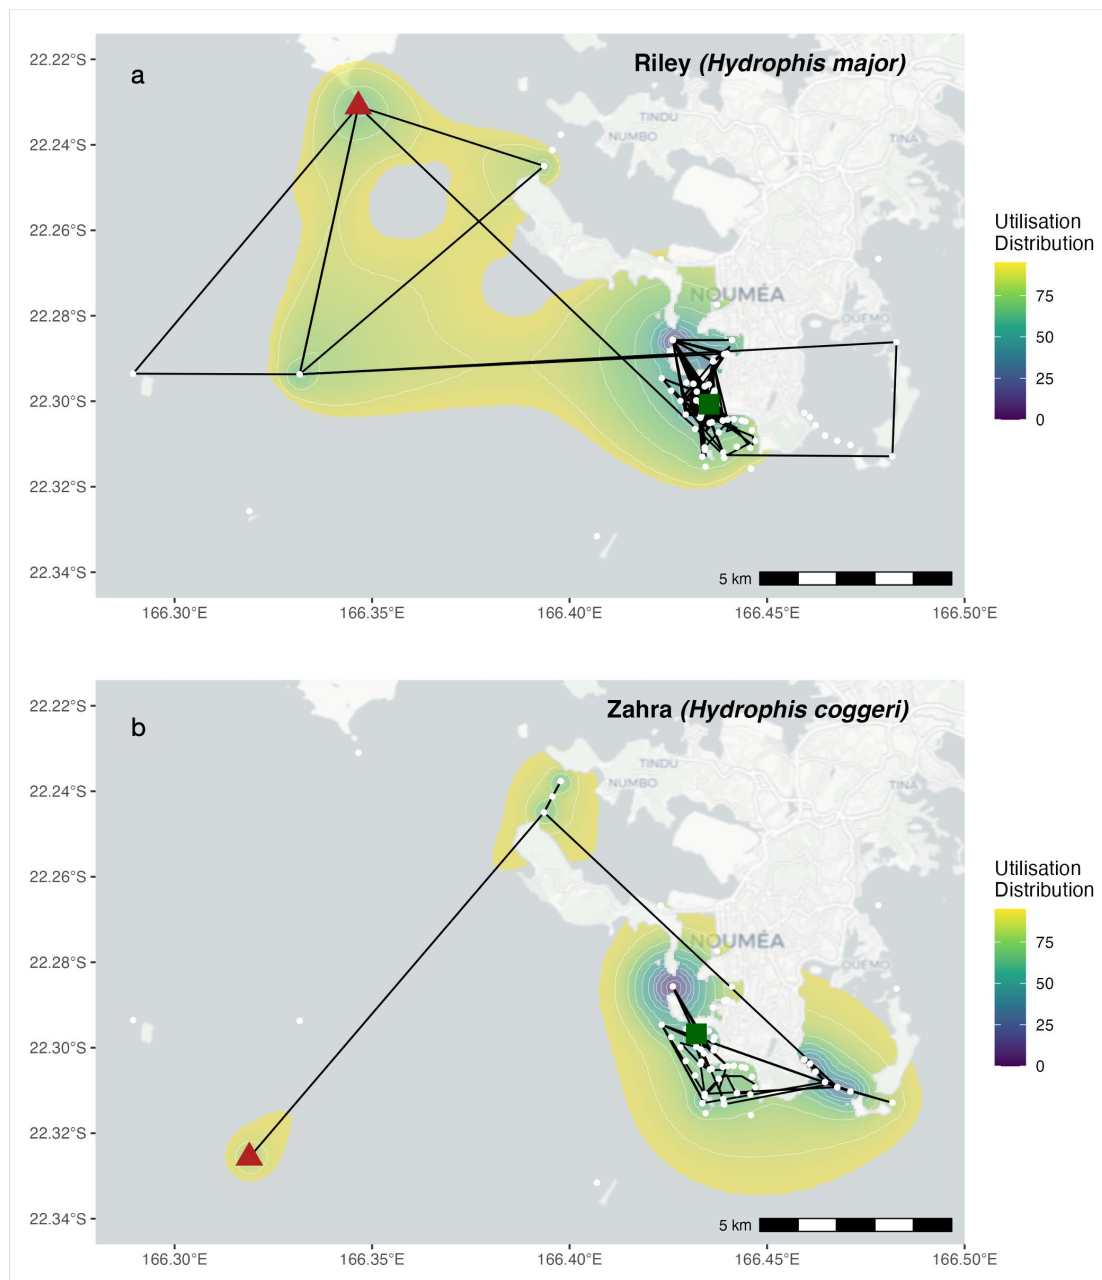 a
Riley (Hydrophis major)
22.22°S
22.24°S
22.26°S
22.28°S
22.30°S
22.32°S
22.34°S
TINDU
NUMBO
TINA
NOUMÉA
OUÉMO
5 km
166.30°E 166.35°E 166.40°E 166.45°E 166.50°E
Utilisation
Distribution
75
50
25
0
b
Zahra (Hydrophis coggeri)
22.22°S
22.24°S
22.26°S
22.28°S
22.30°S
22.32°S
22.34°S
TINDU
NUMBO
TINA
NOUMÉA
OUÉMO
5 km
166.30°E 166.35°E 166.40°E 166.45°E 166.50°E
Utilisation
Distribution
75
50
25
0